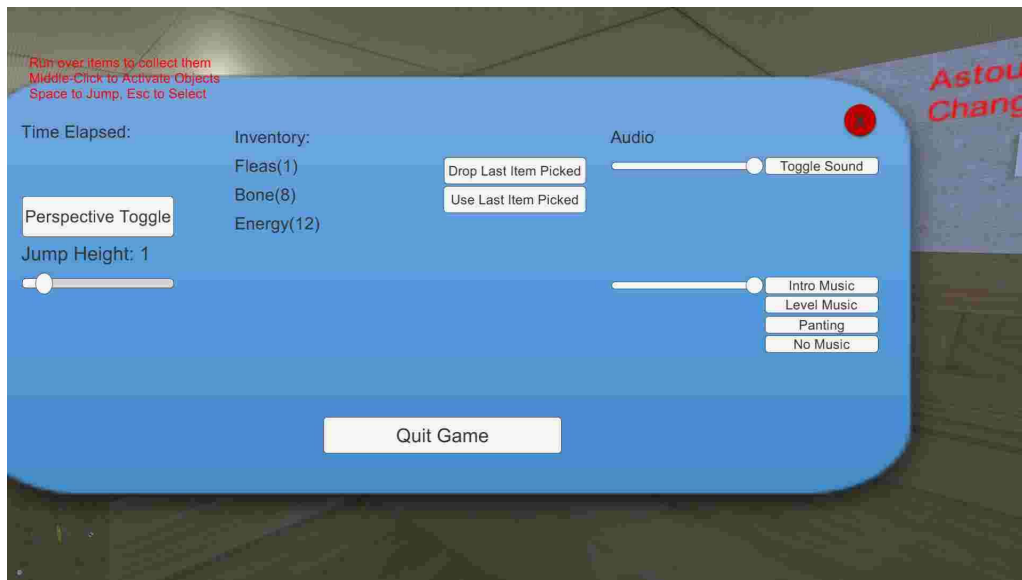 Run over items to collect them
Middle-Click to Activate Objects
Space to Jump, Esc to Select
Time Elapsed:
Perspective Toggle
Jump Height: 1
Inventory:
Fleas(1)
Bone(8)
Energy(12)
Drop Last Item Picked
Use Last Item Picked
Audio
Toggle Sound
Intro Music
Level Music
Panting
No Music
Quit Game
X